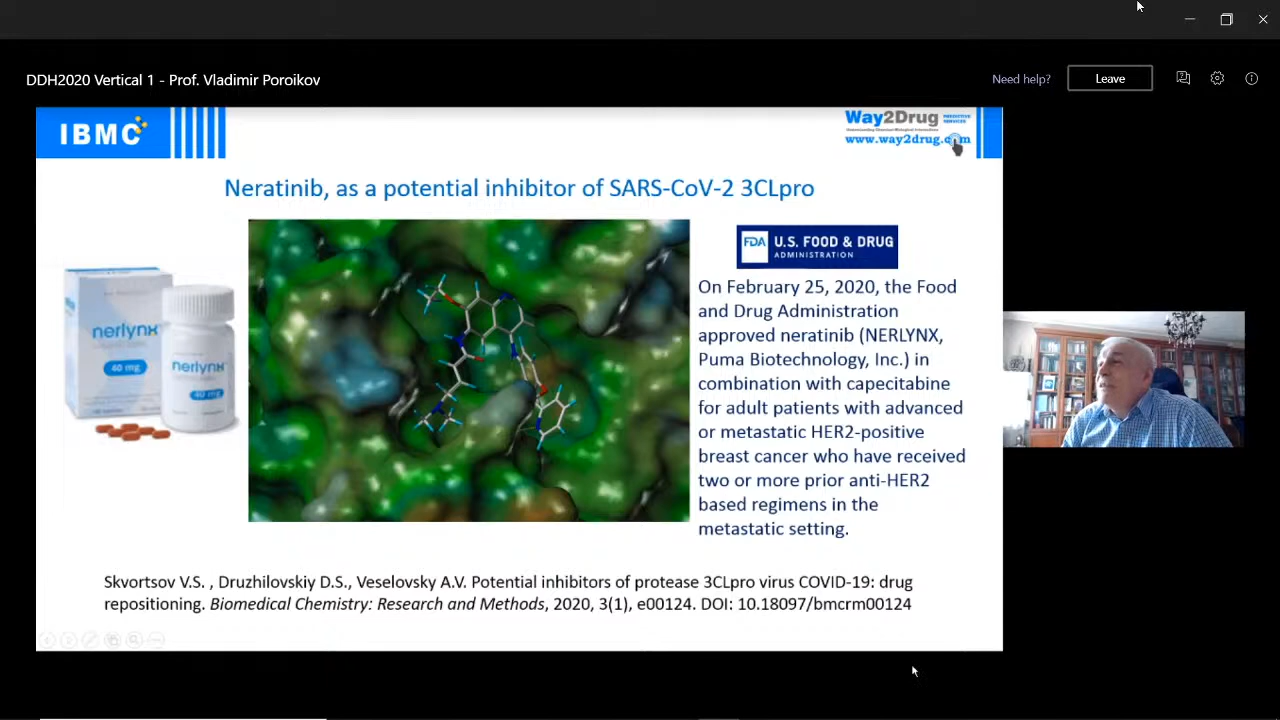 DDH2020 Vertical 1 - Prof. Vladimir Poroikov
Need help?
Leave
IBMC
Way2Drug
www.way2drug.com
Neratinib, as a potential inhibitor of SARS-CoV-2 3CLpro
nerlynx
40 mg
nerlynx
40 mg
FDA U.S. FOOD & DRUG
ADMINISTRATION
On February 25, 2020, the Food
and Drug Administration
approved neratinib (NERLYNX,
Puma Biotechnology, Inc.) in
combination with capecitabine
for adult patients with advanced
or metastatic HER2-positive
breast cancer who have received
two or more prior anti-HER2
based regimens in the
metastatic setting.
Skvortsov V.S. , Druzhilovskiy D.S., Veselovsky A.V. Potential inhibitors of protease 3CLpro virus COVID-19: drug
repositioning. Biomedical Chemistry: Research and Methods, 2020, 3(1), e00124. DOI: 10.18097/bmcrm00124